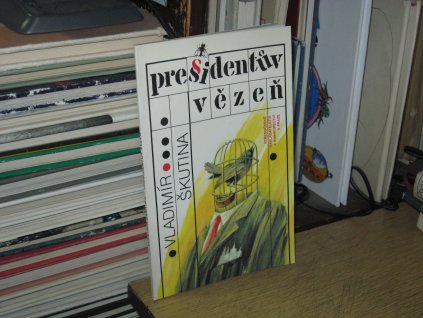 presidentův
vězeň
VLADIMÍR
ŠKUTINA